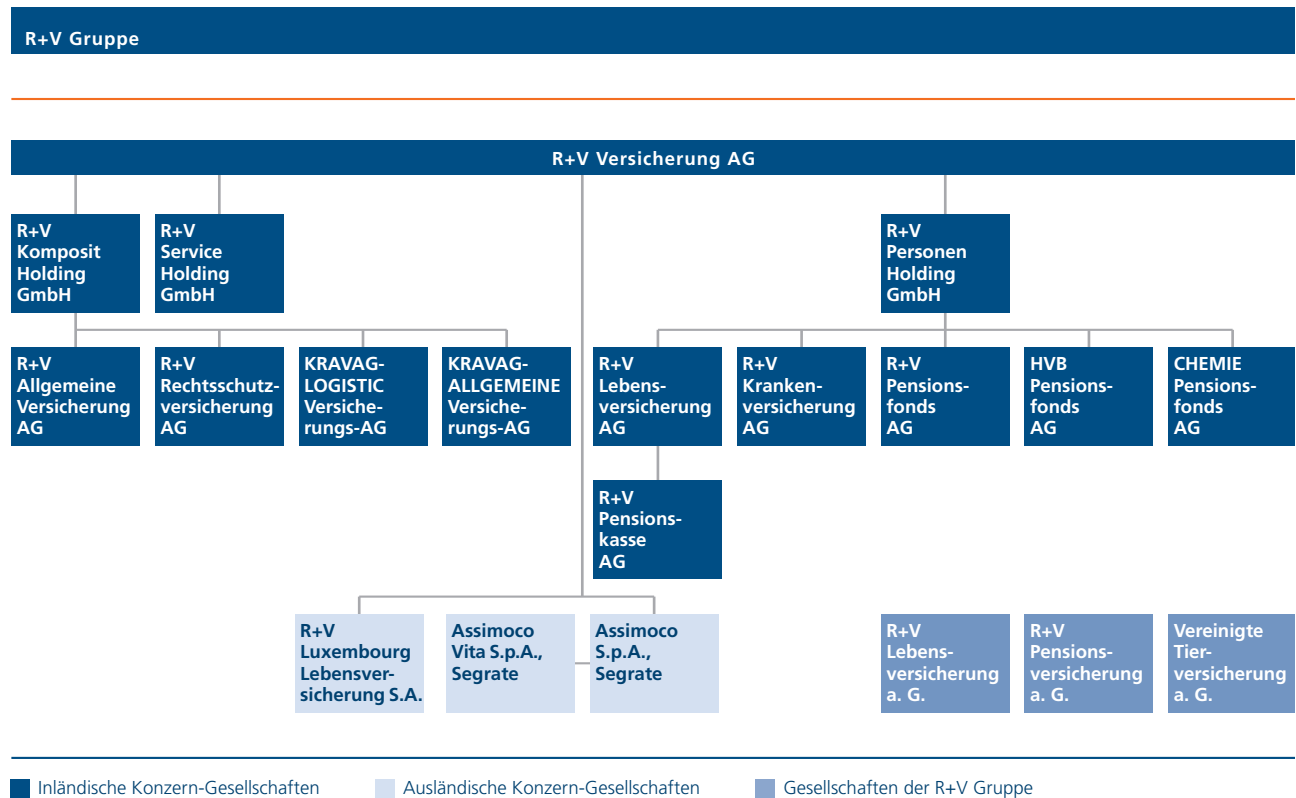 R+V Gruppe
R+V Versicherung AG
R+V
Komposit
Holding
GmbH
R+V
Service
Holding
GmbH
R+V
Personen
Holding
GmbH
R+V
Allgemeine
Versicherung
AG
R+V
Rechtsschutz-
versicherung
AG
KRAVAG-
LOGISTIC
Versiche-
rungs-AG
KRAVAG-
ALLGEMEINE
Versiche-
rungs-AG
R+V
Lebens-
versicherung
AG
R+V
Kranken-
versicherung
AG
R+V
Pensions-
fonds
AG
HVB
Pensions-
fonds
AG
CHEMIE
Pensions-
fonds
AG
R+V
Pensions-
kasse
AG
R+V
Luxembourg
Lebensver-
sicherung S.A.
Assimoco
Vita S.p.A.,
Segrate
Assimoco
S.p.A.,
Segrate
R+V
Lebens-
versicherung
a. G.
R+V
Pensions-
versicherung
a. G.
Vereinigte
Tier-
versicherung
a. G.
Inländische Konzern-Gesellschaften
Ausländische Konzern-Gesellschaften
Gesellschaften der R+V Gruppe